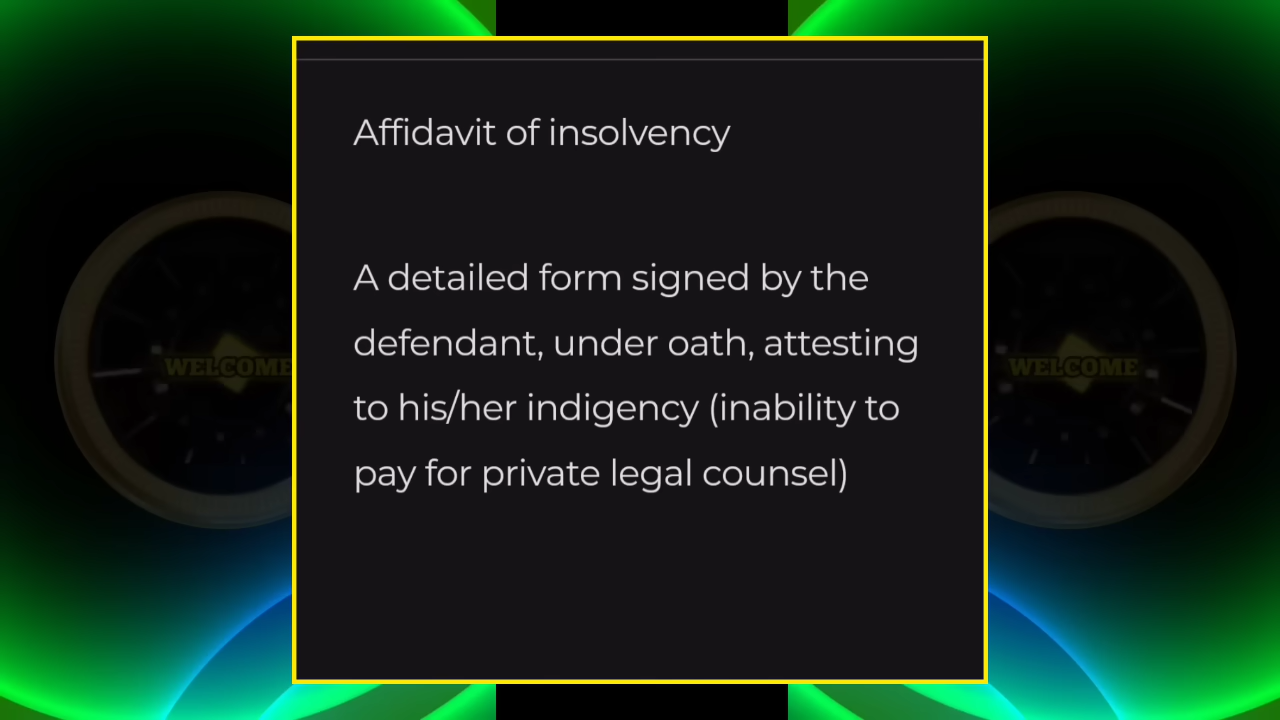 Affidavit of insolvency
A detailed form signed by the
defendant, under oath, attesting
to his/her indigency (inability to
pay for private legal counsel)
WELCOME
WELCOME